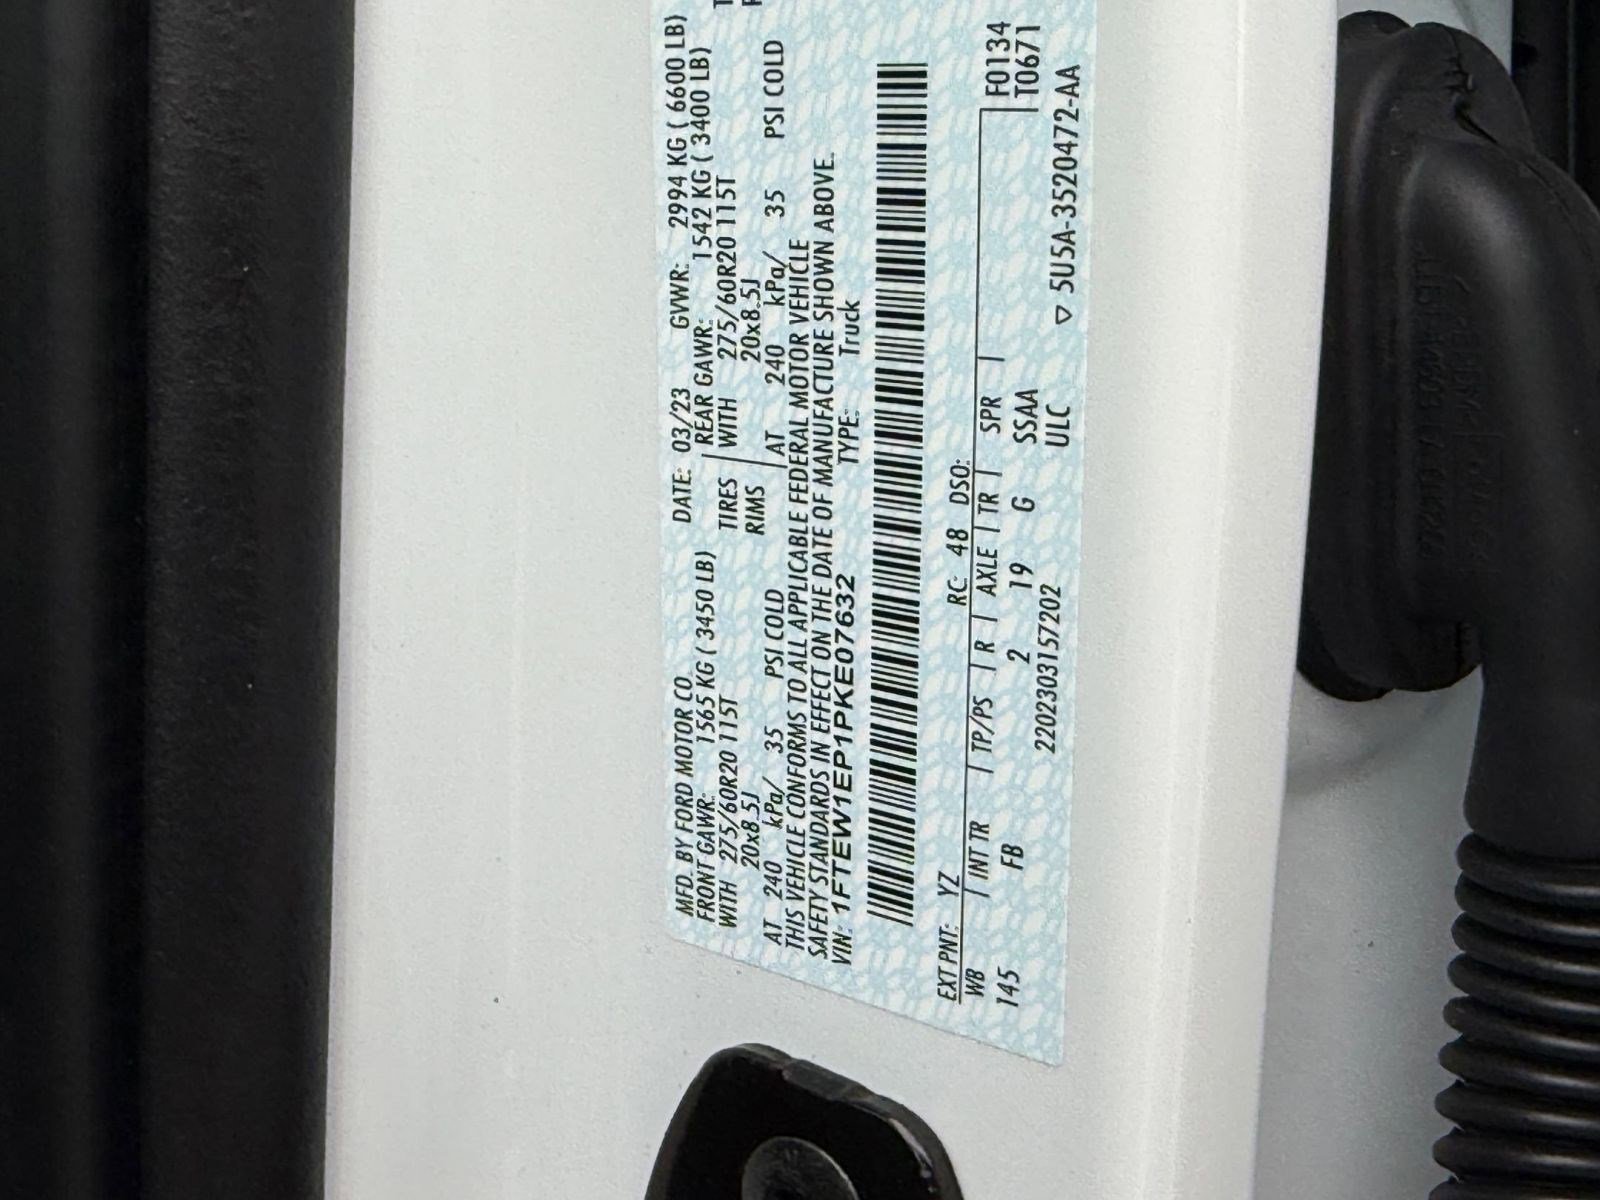 MFD. BY FORD MOTOR CO. DATE: 03/23 GVWR: 2994 KG ( 6600 LB)
FRONT GAWR: 1565 KG ( 3450 LB) REAR GAWR: 1542 KG ( 3400 LB)
WITH 275/60R20 115T TIRES WITH 275/60R20 115T
20x8.5J RIMS 20x8.5J
AT 240 kPa/ 35 PSI COLD AT 240 kPa/ 35 PSI COLD
THIS VEHICLE CONFORMS TO ALL APPLICABLE FEDERAL MOTOR VEHICLE
SAFETY STANDARDS IN EFFECT ON THE DATE OF MANUFACTURE SHOWN ABOVE.
VIN: 1FTEW1EP1PKE07632 TYPE: Truck
EXT PNT: YZ RC: 48 DSO:
WB INT TR TP/PS R AXLE TR SPR F0134
145 FB 2 19 G SSAA T0671
2202303157202 ULC ▽ 5U5A-3520472-AA